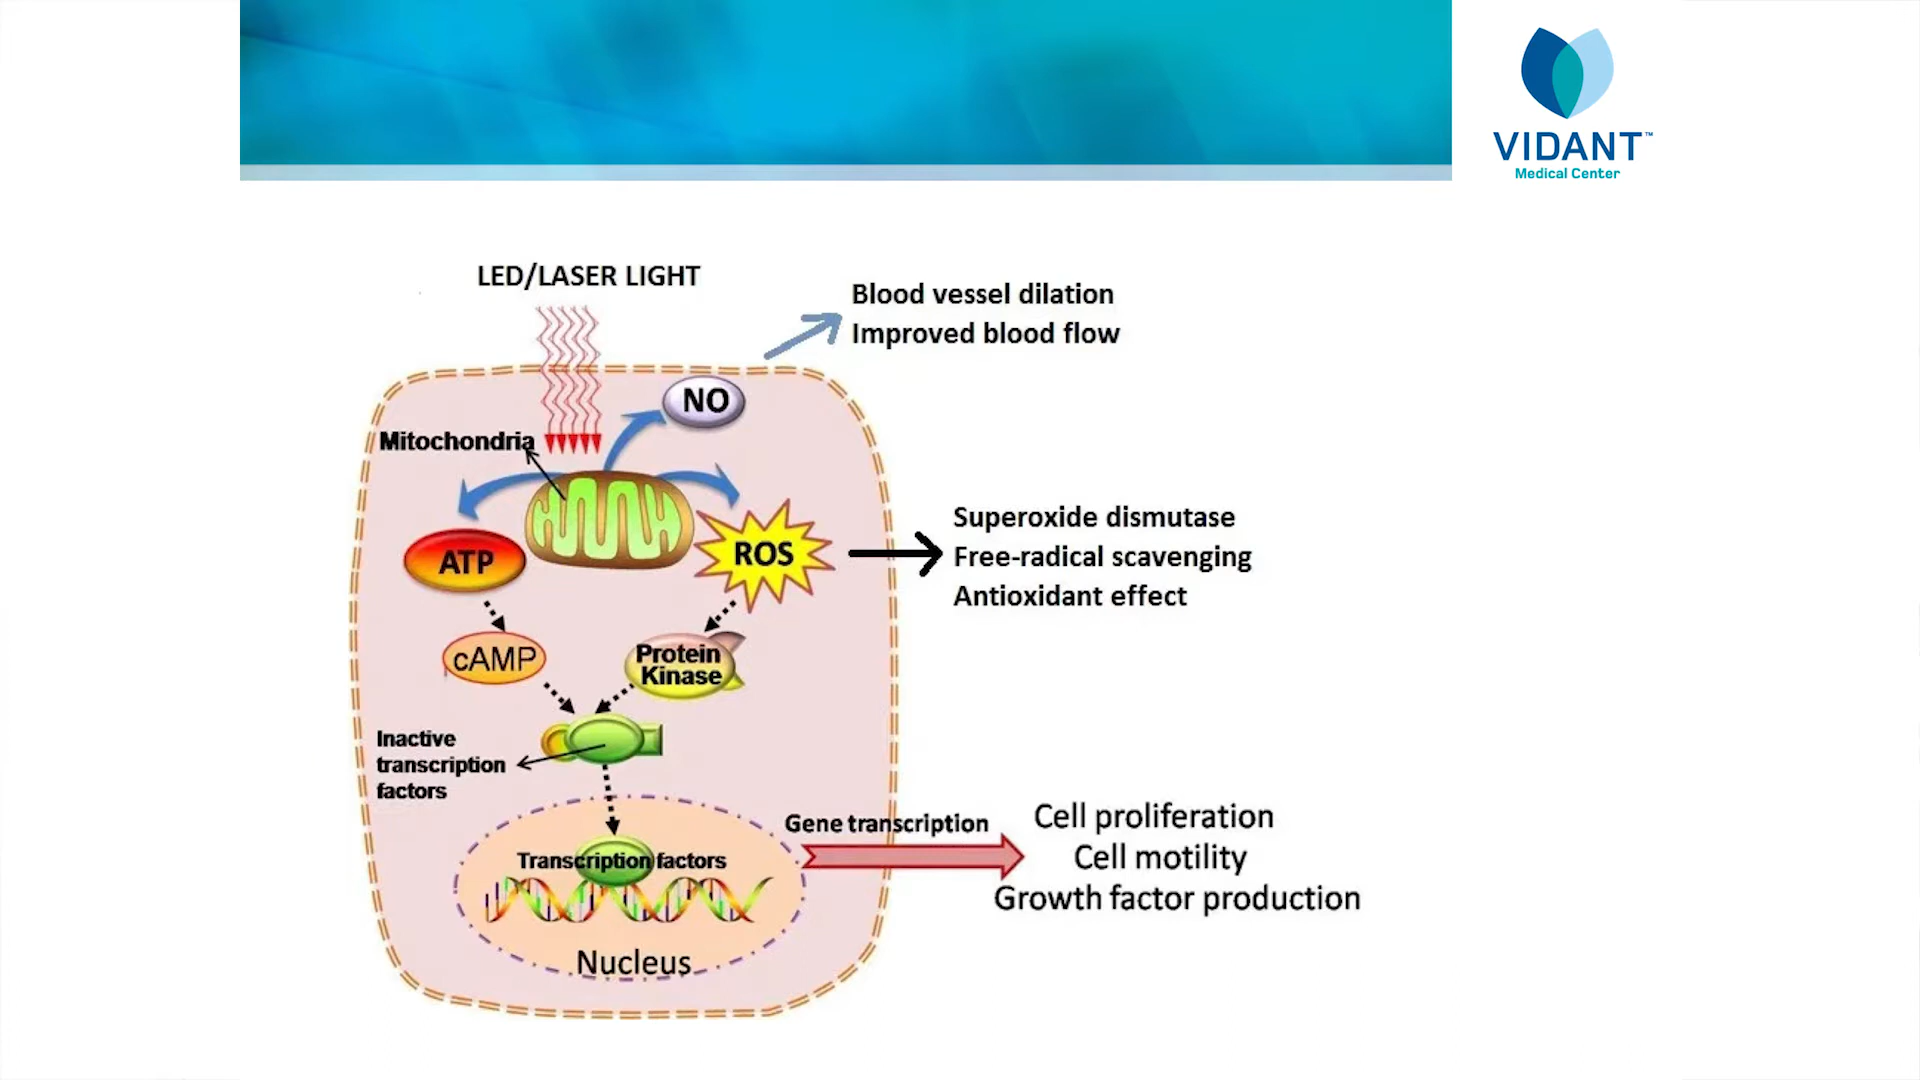 VIDANT™
Medical Center
LED/LASER LIGHT
Blood vessel dilation
Improved blood flow
NO
Mitochondria
ATP
ROS
Superoxide dismutase
Free-radical scavenging
Antioxidant effect
cAMP
Protein
Kinase
Inactive
transcription
factors
Gene transcription
Cell proliferation
Cell motility
Growth factor production
Transcription factors
Nucleus